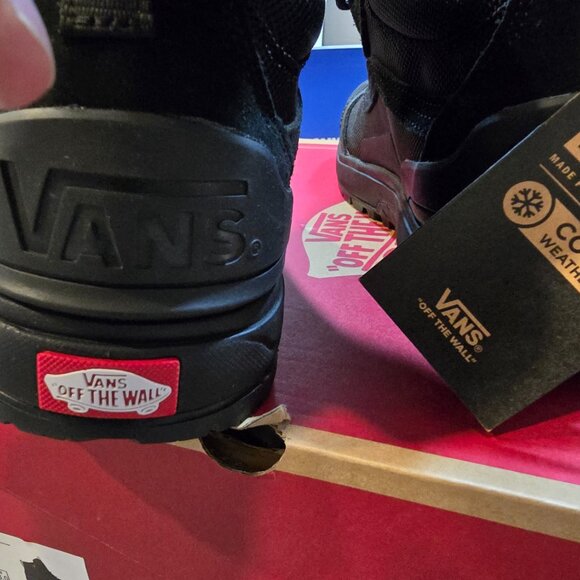 VANS®
VANS
"OFF THE WALL"
VANS
"OFF THE
MADE
CO
WEATH
VANS®
"OFF THE WALL"